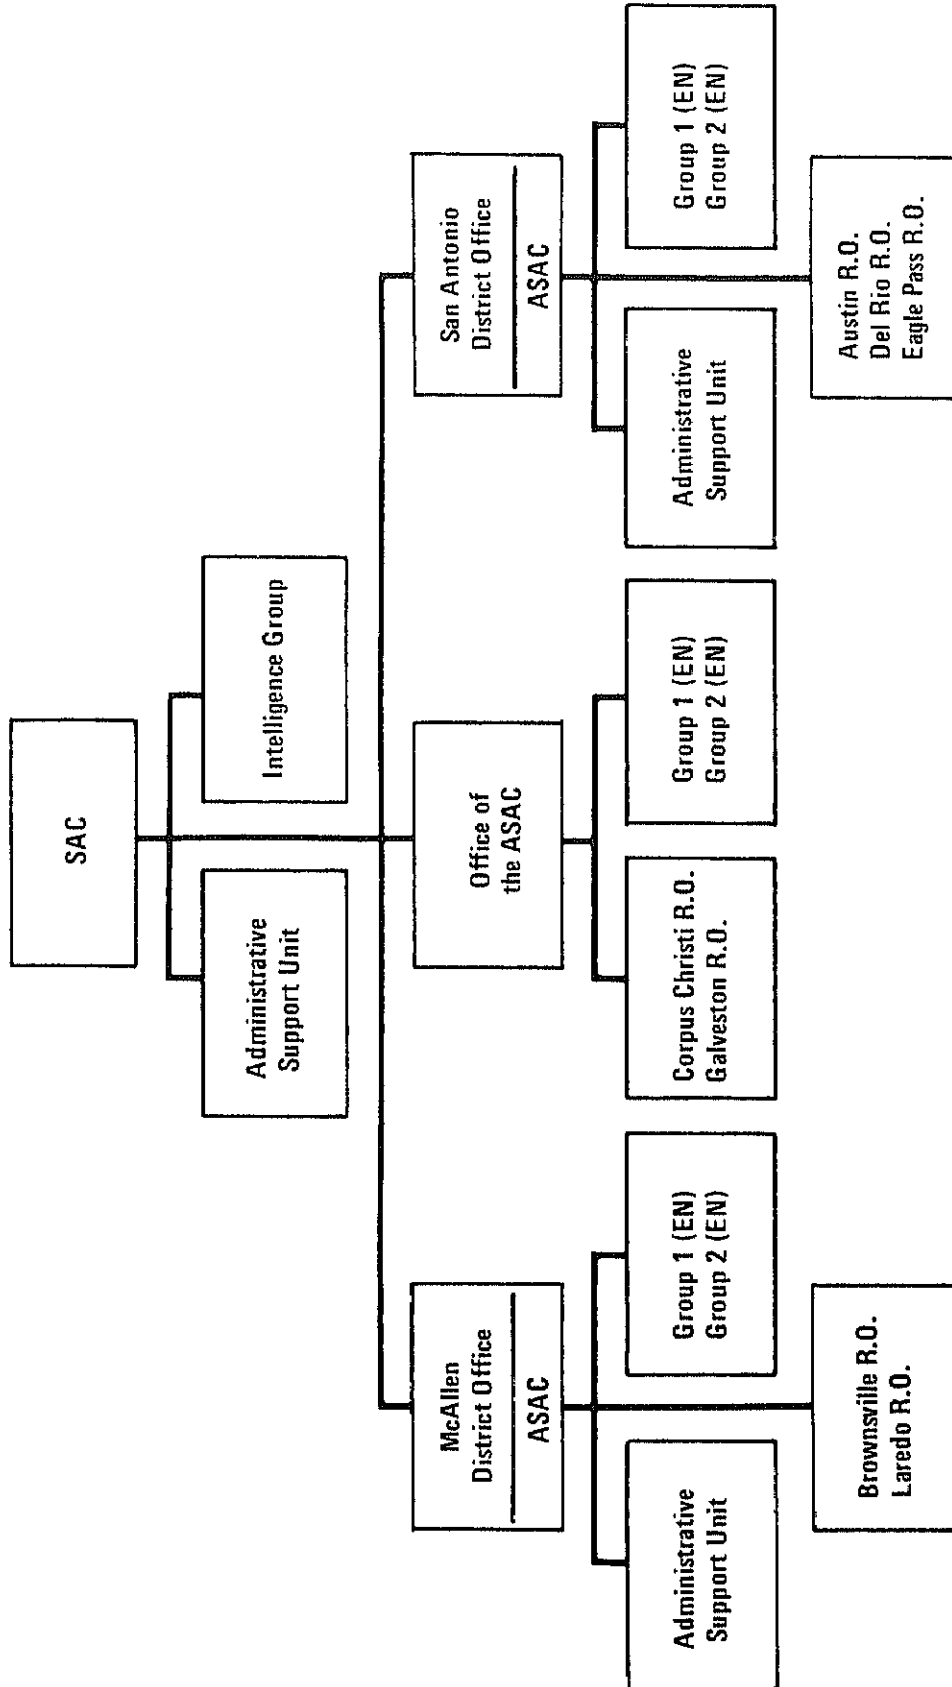 SAC
Administrative
Support Unit
Intelligence Group
McAllen
District Office
ASAC
Office of
the ASAC
San Antonio
District Office
ASAC
Administrative
Support Unit
Group 1 (EN)
Group 2 (EN)
Corpus Christi R.O.
Galveston R.O.
Group 1 (EN)
Group 2 (EN)
Administrative
Support Unit
Group 1 (EN)
Group 2 (EN)
Brownsville R.O.
Laredo R.O.
Austin R.O.
Del Rio R.O.
Eagle Pass R.O.